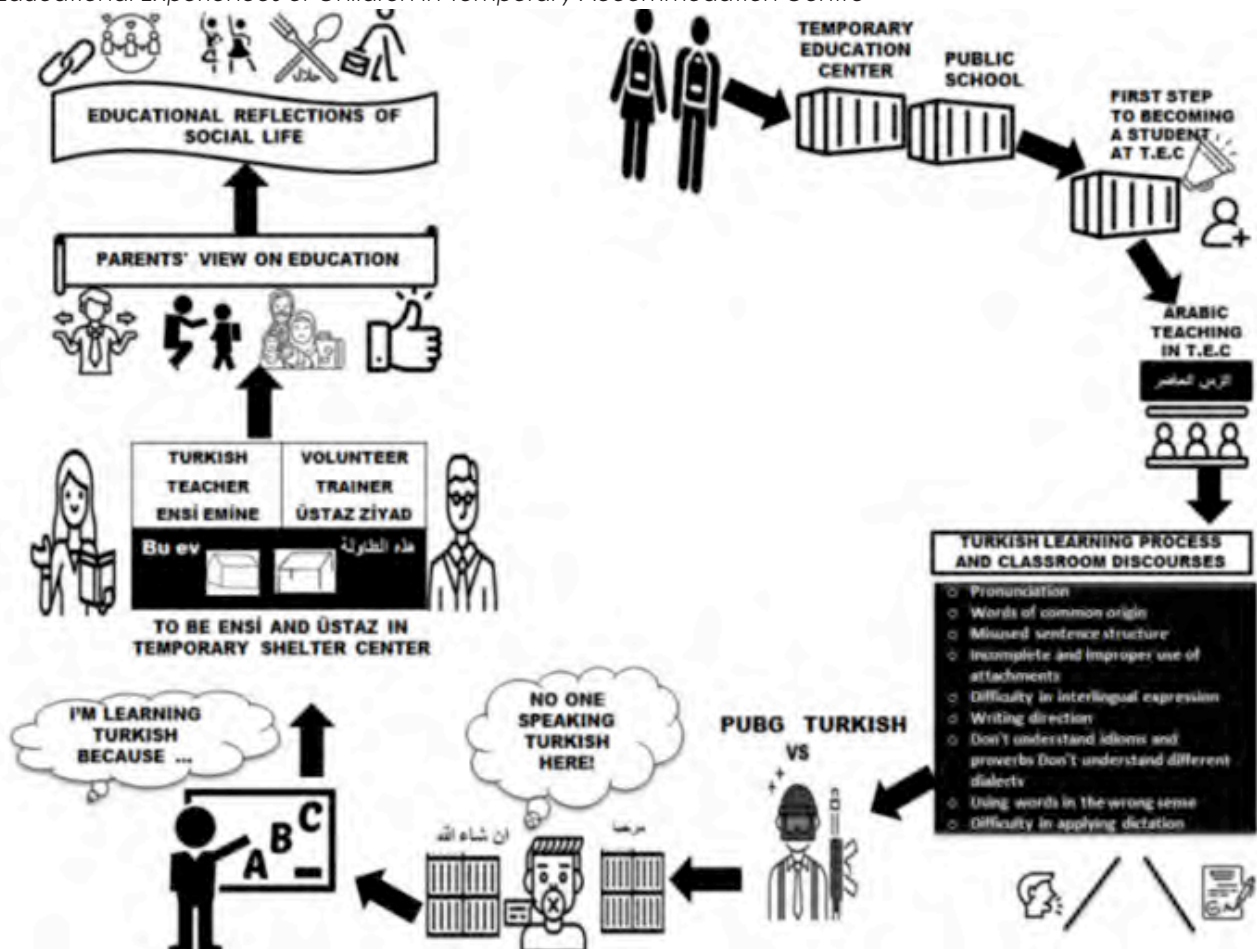 Educational Experiences of Children in Temporary Accommodation Centre
TEMPORARY
EDUCATION
CENTER
PUBLIC
SCHOOL
FIRST STEP
TO BECOMING
A STUDENT
AT T.E.C
ARABIC
TEACHING
IN T.E.C
الزمن الحاضر
TURKISH LEARNING PROCESS
AND CLASSROOM DISCOURSES
Pronunciation
Words of common origin
Misused sentence structure
Incomplete and improper use of
attachments
Difficulty in interlingual expression
Writing direction
Don't understand idioms and
proverbs Don't understand different
dialects
Using words in the wrong sense
Difficulty in applying dictation
PUBG TURKISH
VS
NO ONE
SPEAKING
TURKISH
HERE!
مرحبا
ان شاء الله
I'M LEARNING
TURKISH
BECAUSE ...
A B C
TURKISH
TEACHER
ENSİ EMİNE
VOLUNTEER
TRAINER
ÜSTAZ ZİYAD
Bu ev
هذه الطاولة
TO BE ENSİ AND ÜSTAZ IN
TEMPORARY SHELTER CENTER
PARENTS' VIEW ON EDUCATION
EDUCATIONAL REFLECTIONS OF
SOCIAL LIFE
حلال